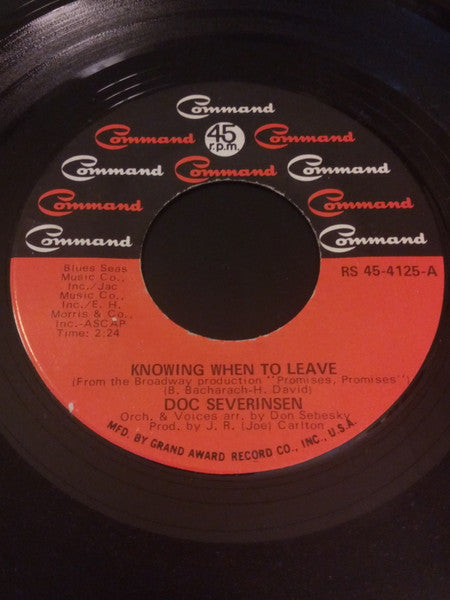 Command
Command 45 r.p.m. Command
Command Command Command
Command Command
Command Command
Blues Seas
Music Co.,
Inc./Jac
Music Co.,
Inc./E. H.
Morris & Co.,
Inc.-ASCAP
Time: 2:24
RS 45-4125-A
KNOWING WHEN TO LEAVE
(From the Broadway production "Promises, Promises")
(B. Bacharach-H. David)
DOC SEVERINSEN
Orch. & Voices arr. by Don Sebesky
Prod. by J. R. (Joe) Carlton
MFD. BY GRAND AWARD RECORD CO., INC., U.S.A.